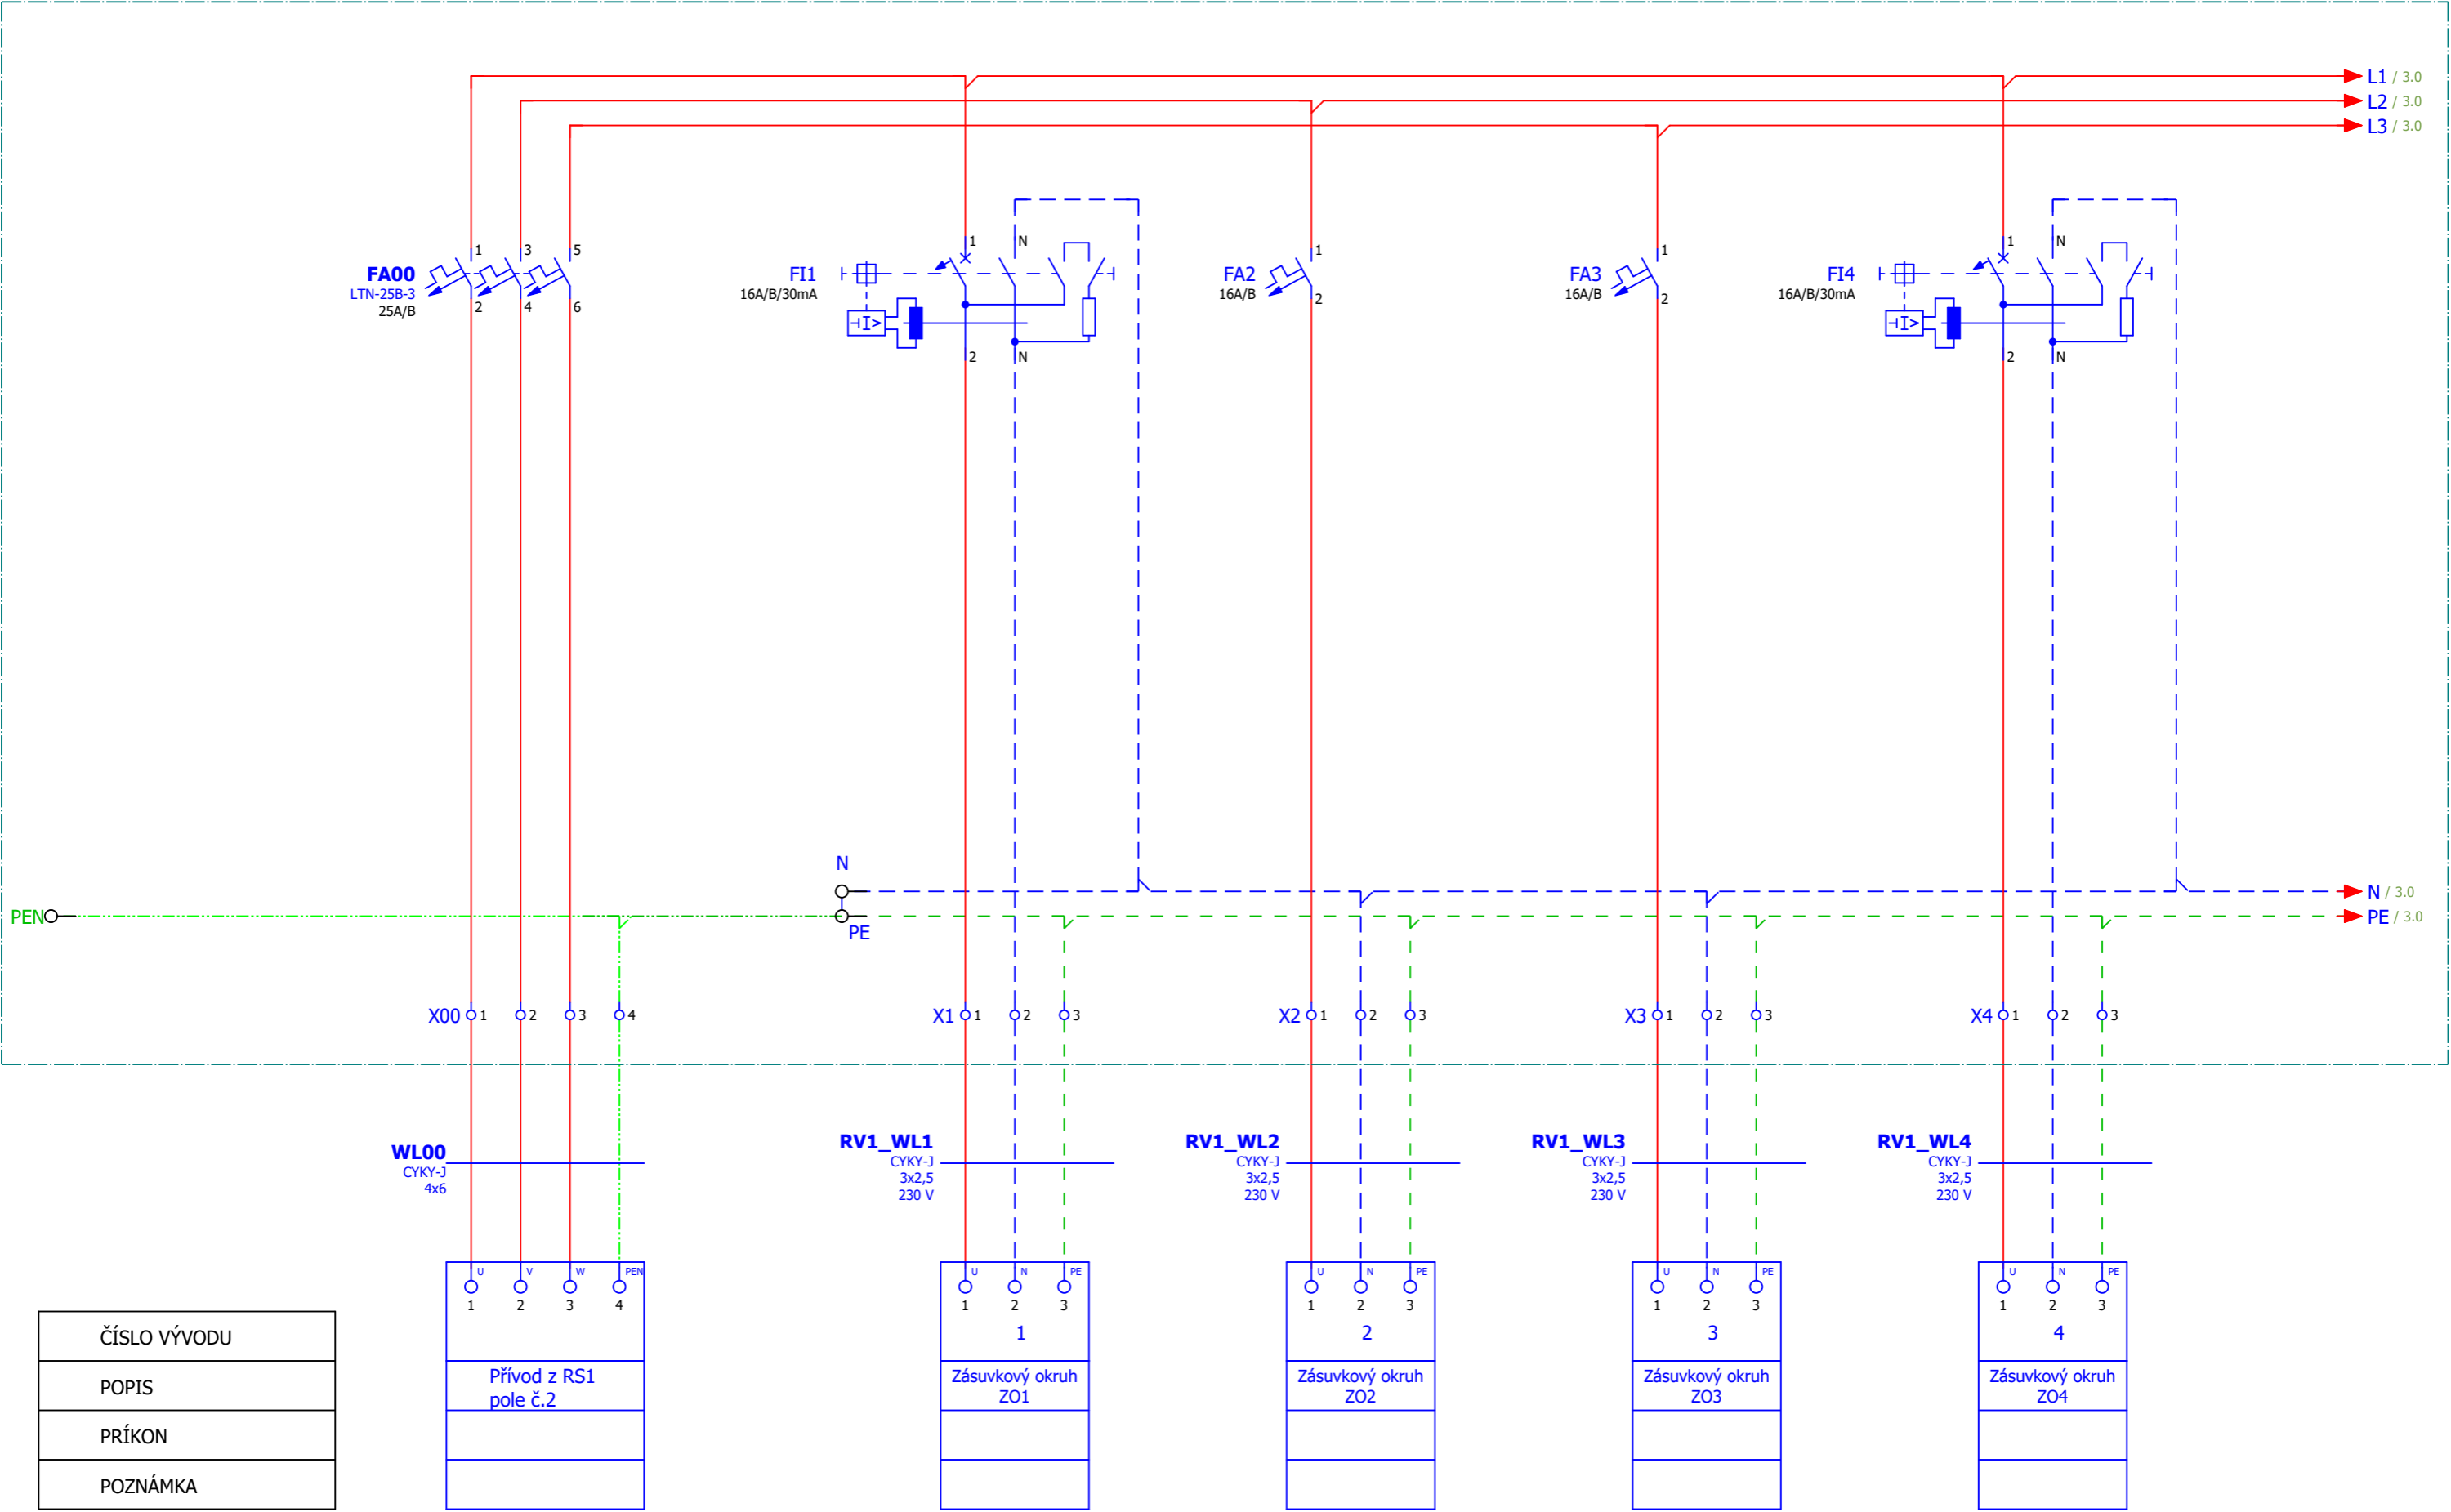 L1 / 3.0
L2 / 3.0
L3 / 3.0
FA00
LTN-25B-3
25A/B
1
3
5
2
4
6
FI1
16A/B/30mA
1
N
2
N
I>
FA2
16A/B
1
2
FA3
16A/B
1
2
FI4
16A/B/30mA
1
N
2
N
I>
N
PEN
PE
N / 3.0
PE / 3.0
X00 1 2 3 4
X1 1 2 3
X2 1 2 3
X3 1 2 3
X4 1 2 3
WL00
CYKY-J
4x6
RV1_WL1
CYKY-J
3x2,5
230 V
RV1_WL2
CYKY-J
3x2,5
230 V
RV1_WL3
CYKY-J
3x2,5
230 V
RV1_WL4
CYKY-J
3x2,5
230 V
ČÍSLO VÝVODU
POPIS
PRÍKON
POZNÁMKA
U V W PEN
1 2 3 4
Přívod z RS1
pole č.2
U N PE
1 2 3
1
Zásuvkový okruh
ZO1
U N PE
1 2 3
2
Zásuvkový okruh
ZO2
U N PE
1 2 3
3
Zásuvkový okruh
ZO3
U N PE
1 2 3
4
Zásuvkový okruh
ZO4